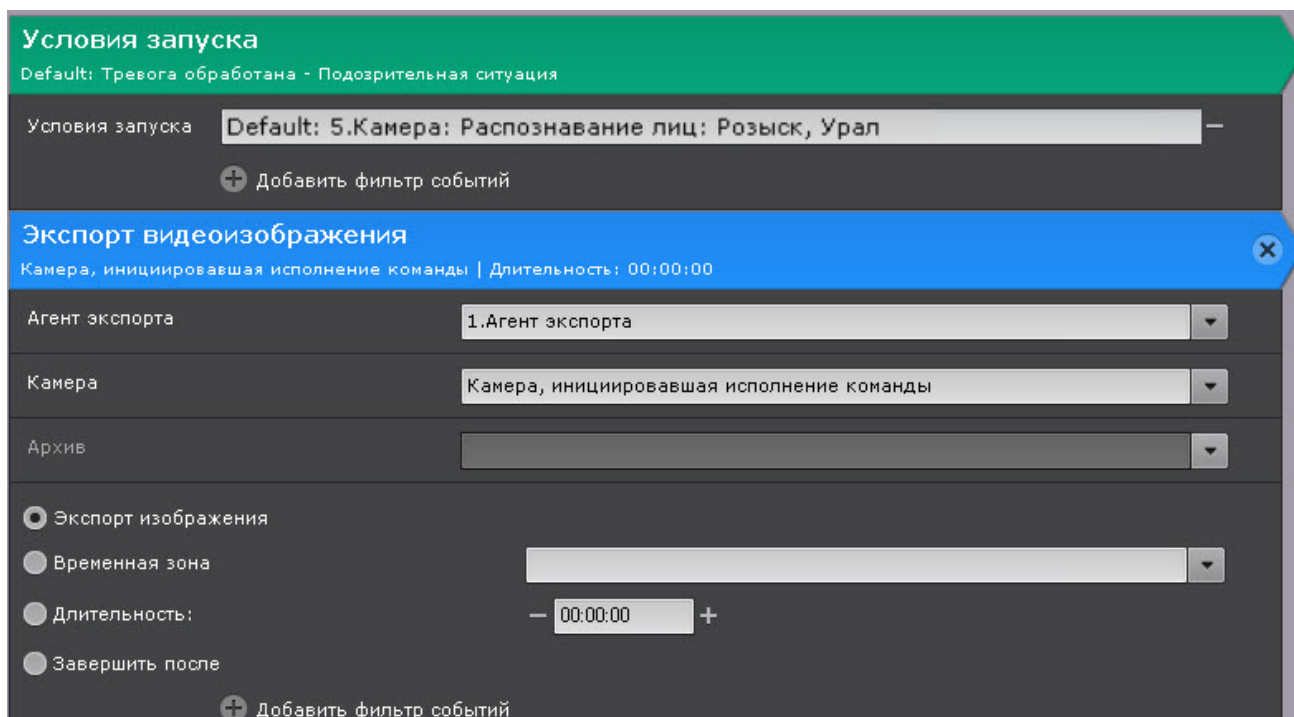 Условия запуска
Default: Тревога обработана - Подозрительная ситуация
Условия запуска Default: 5.Камера: Распознавание лиц: Розыск, Урал
Добавить фильтр событий
Экспорт видеоизображения
Камера, инициировавшая исполнение команды | Длительность: 00:00:00
Агент экспорта 1.Агент экспорта
Камера Камера, инициировавшая исполнение команды
Архив
Экспорт изображения
Временная зона
Длительность: − 00:00:00 +
Завершить после
Добавить фильтр событий